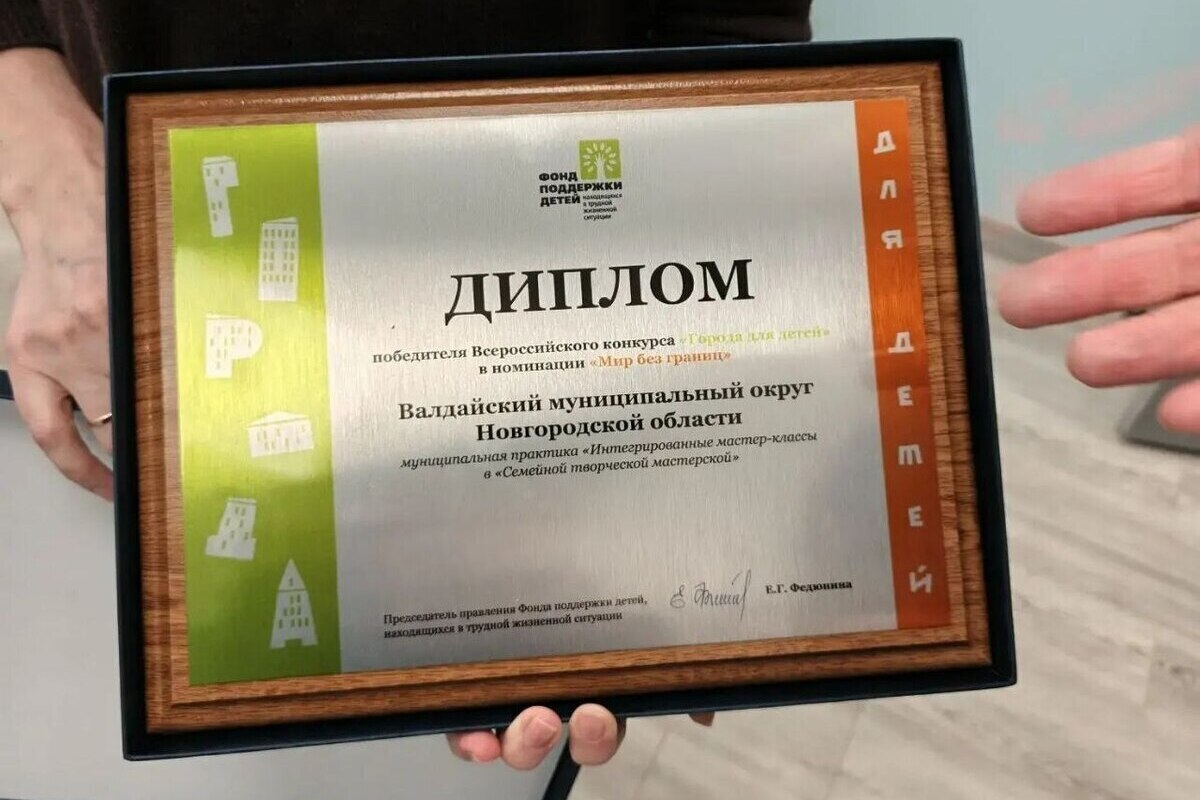 ГОРОДА
ФОНД
ПОДДЕРЖКИ
ДЕТЕЙ
находящихся
в трудной
жизненной
ситуации
ДИПЛОМ
победителя Всероссийского конкурса «Города для детей»
в номинации «Мир без границ»
Валдайский муниципальный округ
Новгородской области
муниципальная практика «Интегрированные мастер-классы
в «Семейной творческой мастерской»
Председатель правления Фонда поддержки детей,
находящихся в трудной жизненной ситуации
Е.Г. Федюнина
ДЛЯ ДЕТЕЙ